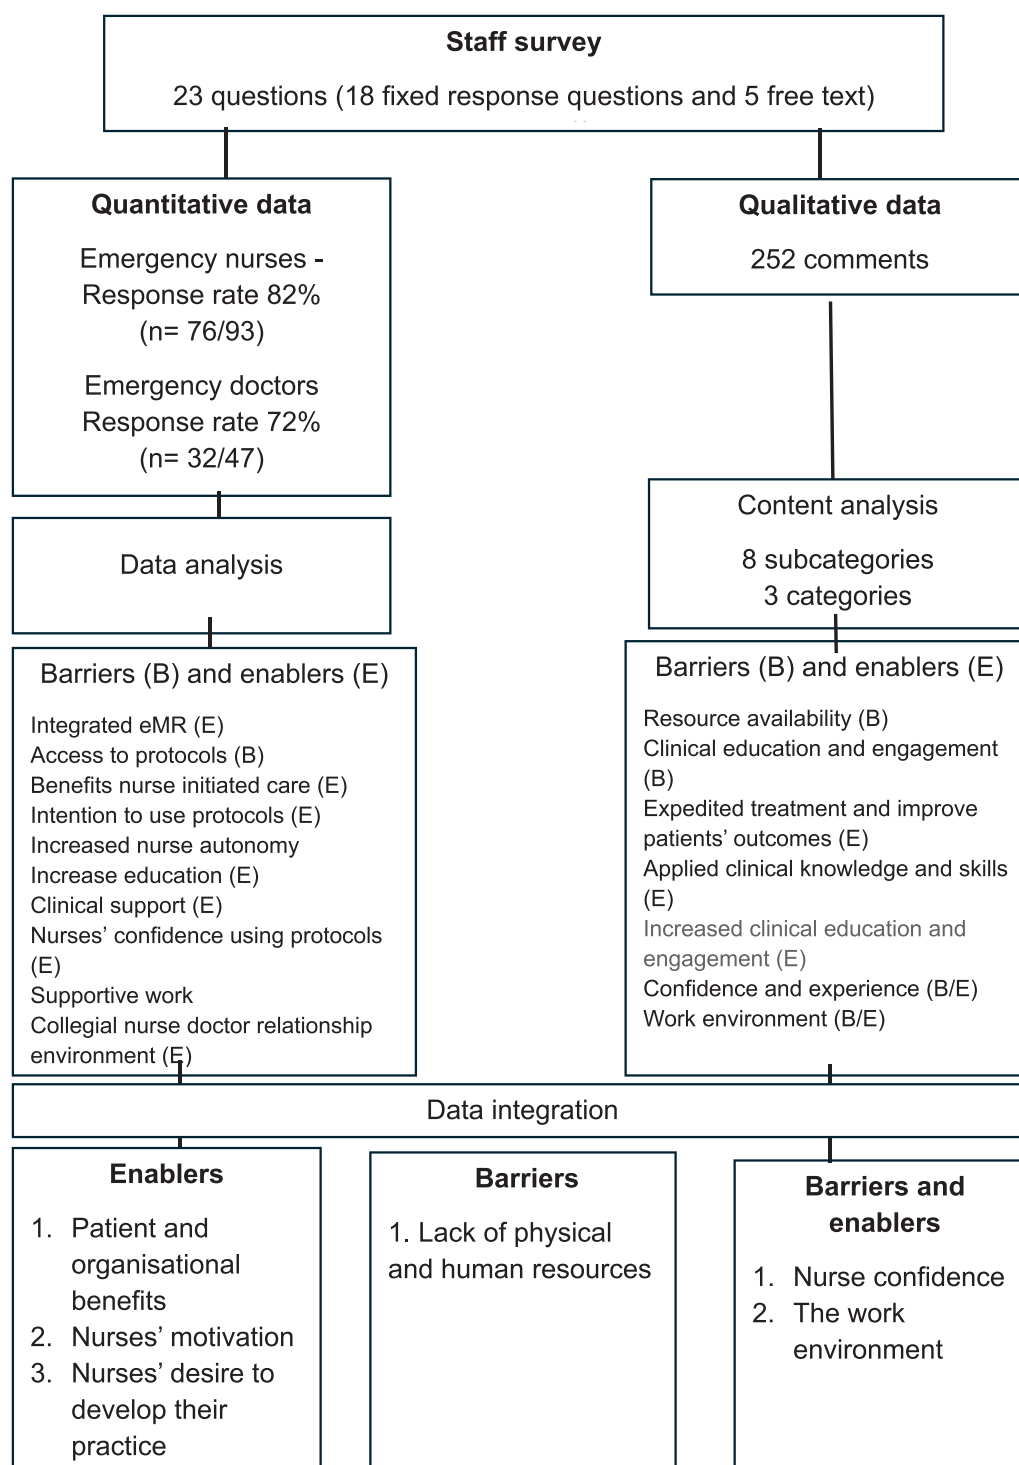 Staff survey
23 questions (18 fixed response questions and 5 free text)
Quantitative data
Emergency nurses -
Response rate 82%
(n= 76/93)
Emergency doctors
Response rate 72%
(n= 32/47)
Qualitative data
252 comments
Data analysis
Content analysis
8 subcategories
3 categories
Barriers (B) and enablers (E)
Integrated eMR (E)
Access to protocols (B)
Benefits nurse initiated care (E)
Intention to use protocols (E)
Increased nurse autonomy
Increase education (E)
Clinical support (E)
Nurses’ confidence using protocols
(E)
Supportive work
Collegial nurse doctor relationship
environment (E)
Barriers (B) and enablers (E)
Resource availability (B)
Clinical education and engagement
(B)
Expedited treatment and improve
patients’ outcomes (E)
Applied clinical knowledge and skills
(E)
Increased clinical education and
engagement (E)
Confidence and experience (B/E)
Work environment (B/E)
Data integration
Enablers
1. Patient and
organisational
benefits
2. Nurses’ motivation
3. Nurses’ desire to
develop their
practice
Barriers
1. Lack of physical
and human resources
Barriers and
enablers
1. Nurse confidence
2. The work
environment